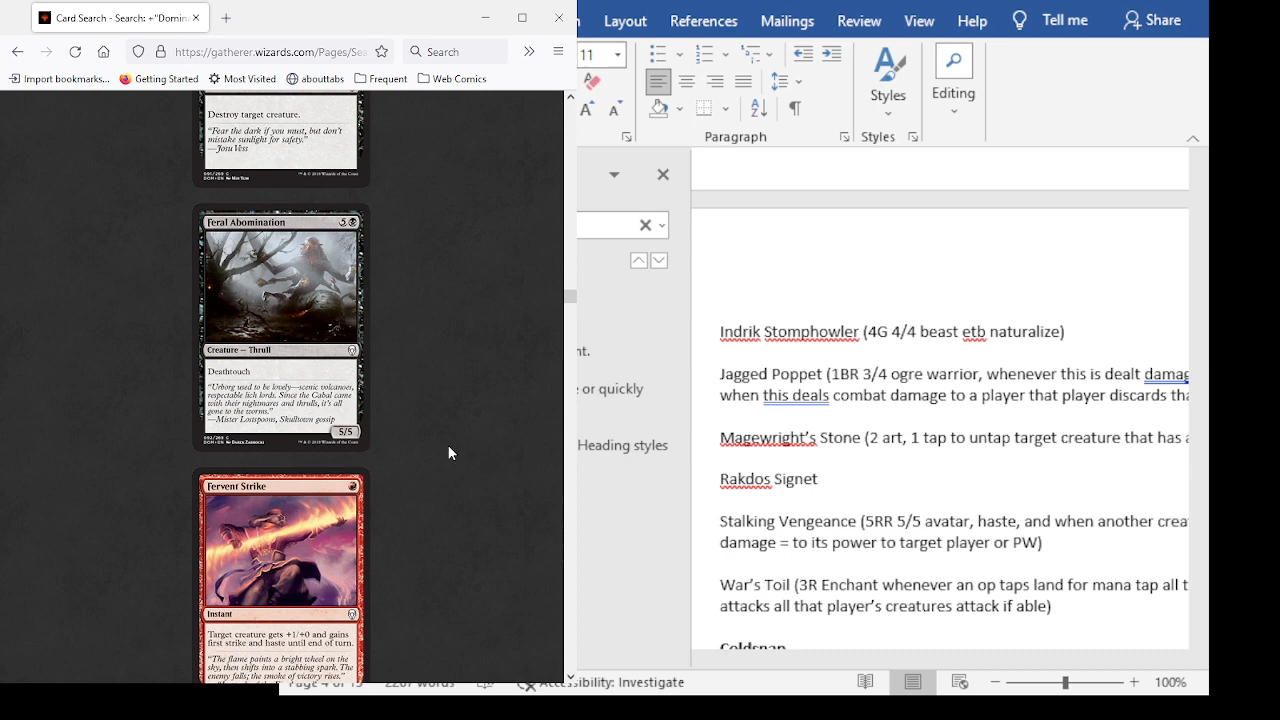 Card Search - Search: +"Domin
https://gatherer.wizards.com/Pages/Sea
Search
Import bookmarks...
Getting Started
Most Visited
abouttabs
Frequent
Web Comics
Destroy target creature.
"Fear the dark if you must, but don't
mistake sunlight for safety."
—Josu Vess
Feral Abomination 5
Creature — Thrull
Deathtouch
"Urborg used to be lovely—scenic volcanoes,
respectable lich lords. Since the Cabal came
with their nightmares and thrulls, it's all
gone to the worms."
—Mister Lostspoons, Skulltown gossip
5/5
Fervent Strike
Instant
Target creature gets +1/+0 and gains
first strike and haste until end of turn.
"The flame paints a bright wheel on the
sky, then shifts into a stabbing spark. The
enemy falls; the smoke of victory rises."
Layout
References
Mailings
Review
View
Help
Tell me
Share
11
Styles
Editing
Paragraph
Styles
nt.
e or quickly
Heading styles
Indrik Stomphowler (4G 4/4 beast etb naturalize)
Jagged Poppet (1BR 3/4 ogre warrior, whenever this is dealt damag
when this deals combat damage to a player that player discards tha
Magewright's Stone (2 art, 1 tap to untap target creature that has a
Rakdos Signet
Stalking Vengeance (5RR 5/5 avatar, haste, and when another crea
damage = to its power to target player or PW)
War's Toil (3R Enchant whenever an op taps land for mana tap all t
attacks all that player's creatures attack if able)
Coldsnap
Accessibility: Investigate
100%